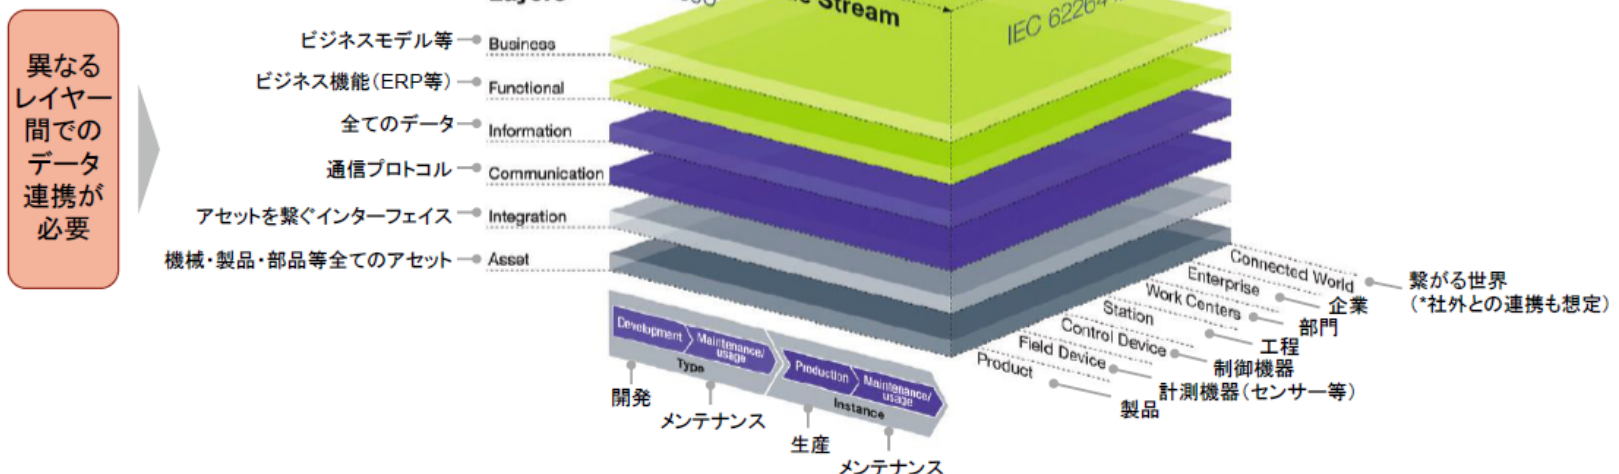 異なる
レイヤー
間での
データ
連携が
必要
Stream
IEC 62264
ビジネスモデル等
Business
ビジネス機能(ERP等)
Functional
全てのデータ
Information
通信プロトコル
Communication
アセットを繋ぐインターフェイス
Integration
機械・製品・部品等全てのアセット
Asset
Connected World
繋がる世界
(*社外との連携も想定)
Enterprise
企業
Work Centers
部門
Station
工程
Control Device
制御機器
Field Device
計測機器(センサー等)
Product
製品
Development
Maintenance/
usage
Type
Production
Maintenance/
usage
Instance
開発
メンテナンス
生産
メンテナンス